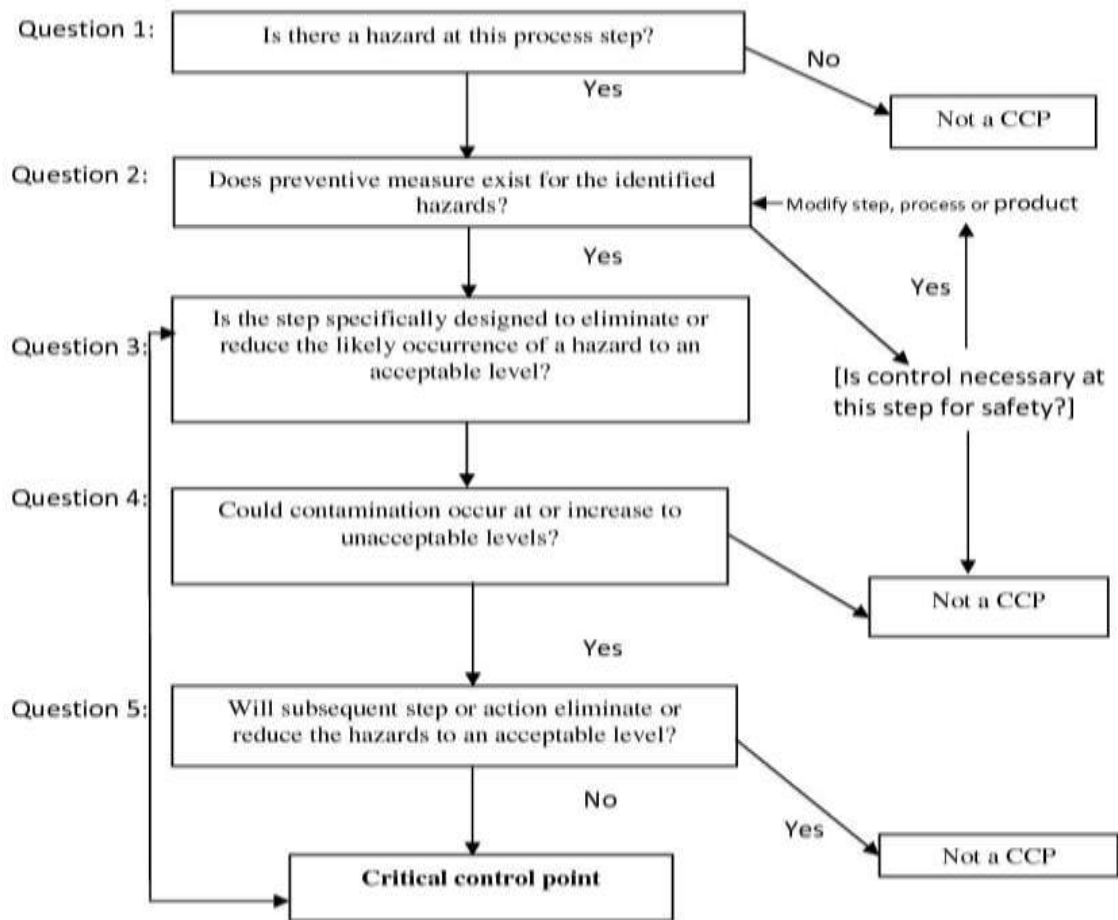 Question 1:
Is there a hazard at this process step?
No
Yes
Not a CCP
Question 2:
Does preventive measure exist for the identified
hazards?
Modify step, process or product
Yes
Yes
Question 3:
Is the step specifically designed to eliminate or
reduce the likely occurrence of a hazard to an
acceptable level?
[Is control necessary at
this step for safety?]
Question 4:
Could contamination occur at or increase to
unacceptable levels?
Not a CCP
Yes
Question 5:
Will subsequent step or action eliminate or
reduce the hazards to an acceptable level?
No
Yes
Not a CCP
Critical control point